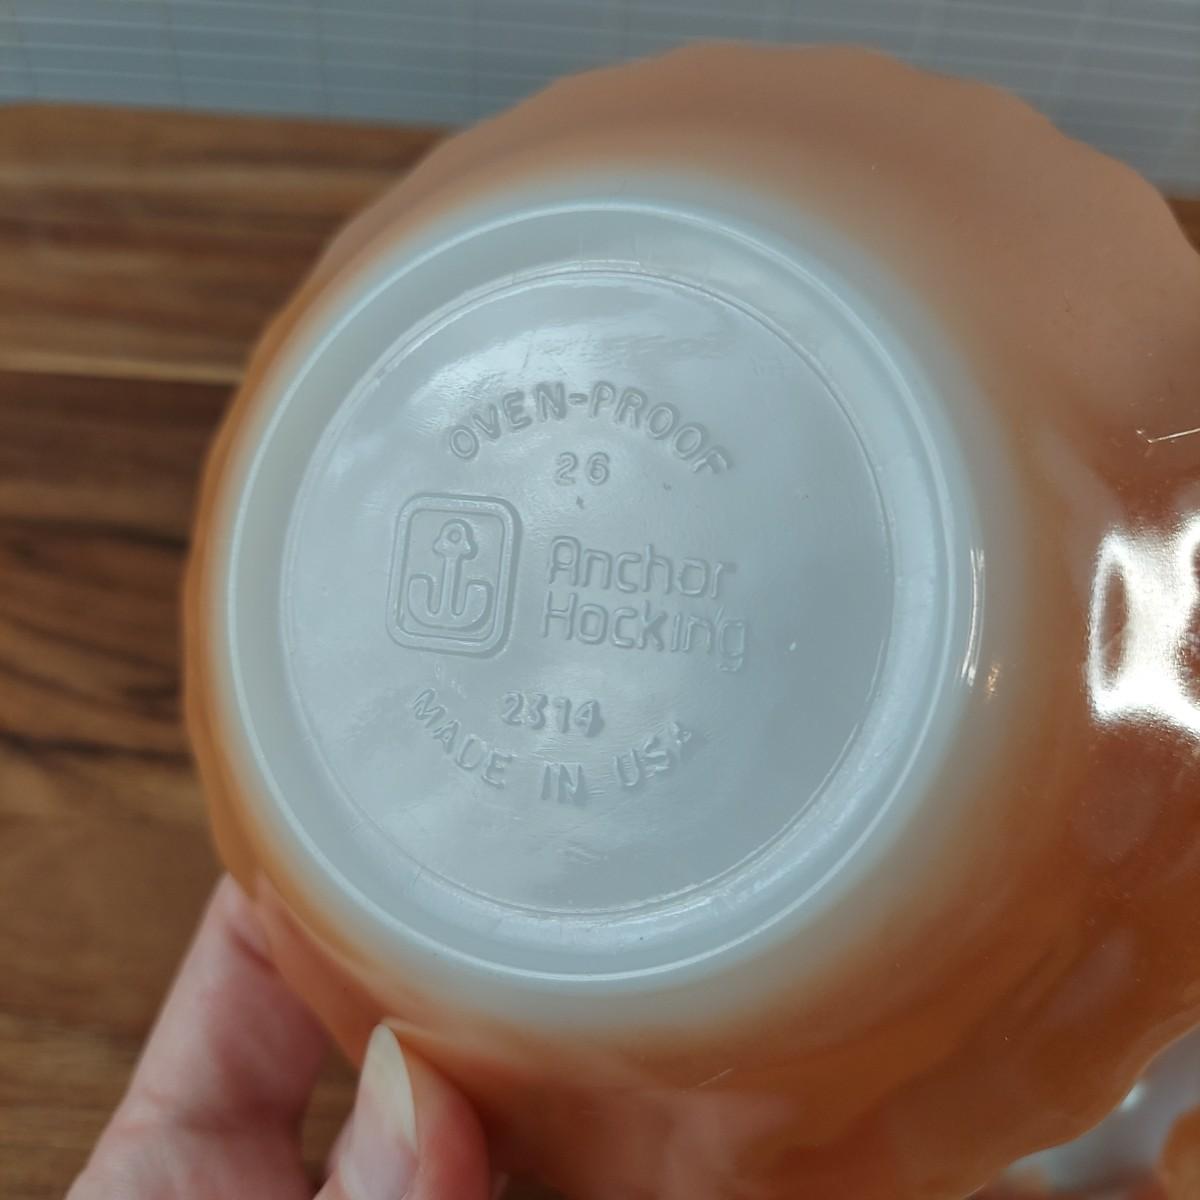 OVEN-PROOF
26
Anchor
Hocking
2314
MADE IN USA